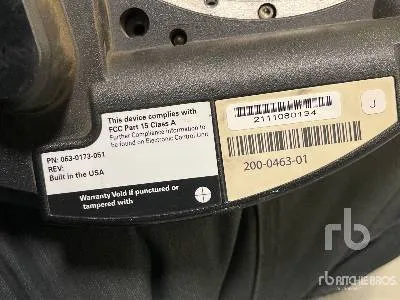 This device complies with
FCC Part 15 Class A
Further Compliance information to
be found on Electronic Control Unit
PN: 063-0173-051
REV:
Built in the USA
Warranty Void if punctured or
tampered with
2111080134
J
200-0463-01
rb
RITCHIE BROS.